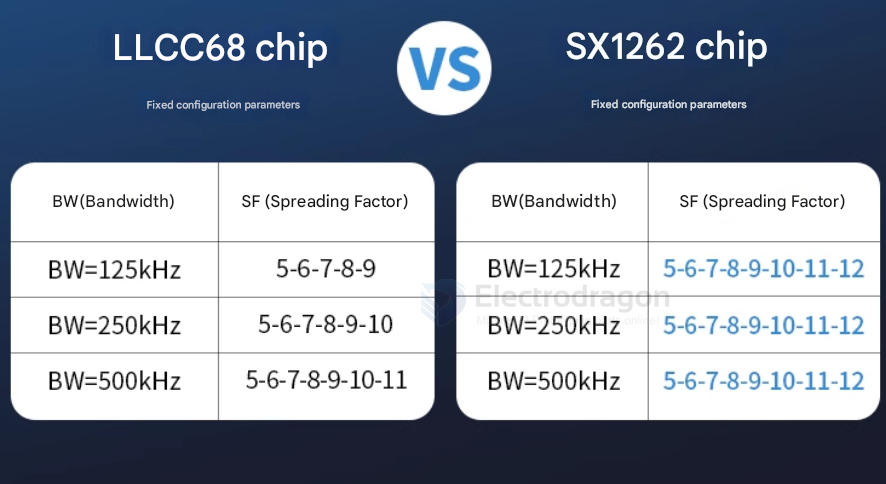 LLCC68 chip
VS
SX1262 chip
Fixed configuration parameters
Fixed configuration parameters
BW(Bandwidth) SF (Spreading Factor)
BW=125kHz 5-6-7-8-9
BW=250kHz 5-6-7-8-9-10
BW=500kHz 5-6-7-8-9-10-11
BW(Bandwidth) SF (Spreading Factor)
BW=125kHz 5-6-7-8-9-10-11-12
BW=250kHz 5-6-7-8-9-10-11-12
BW=500kHz 5-6-7-8-9-10-11-12
Electrodragon